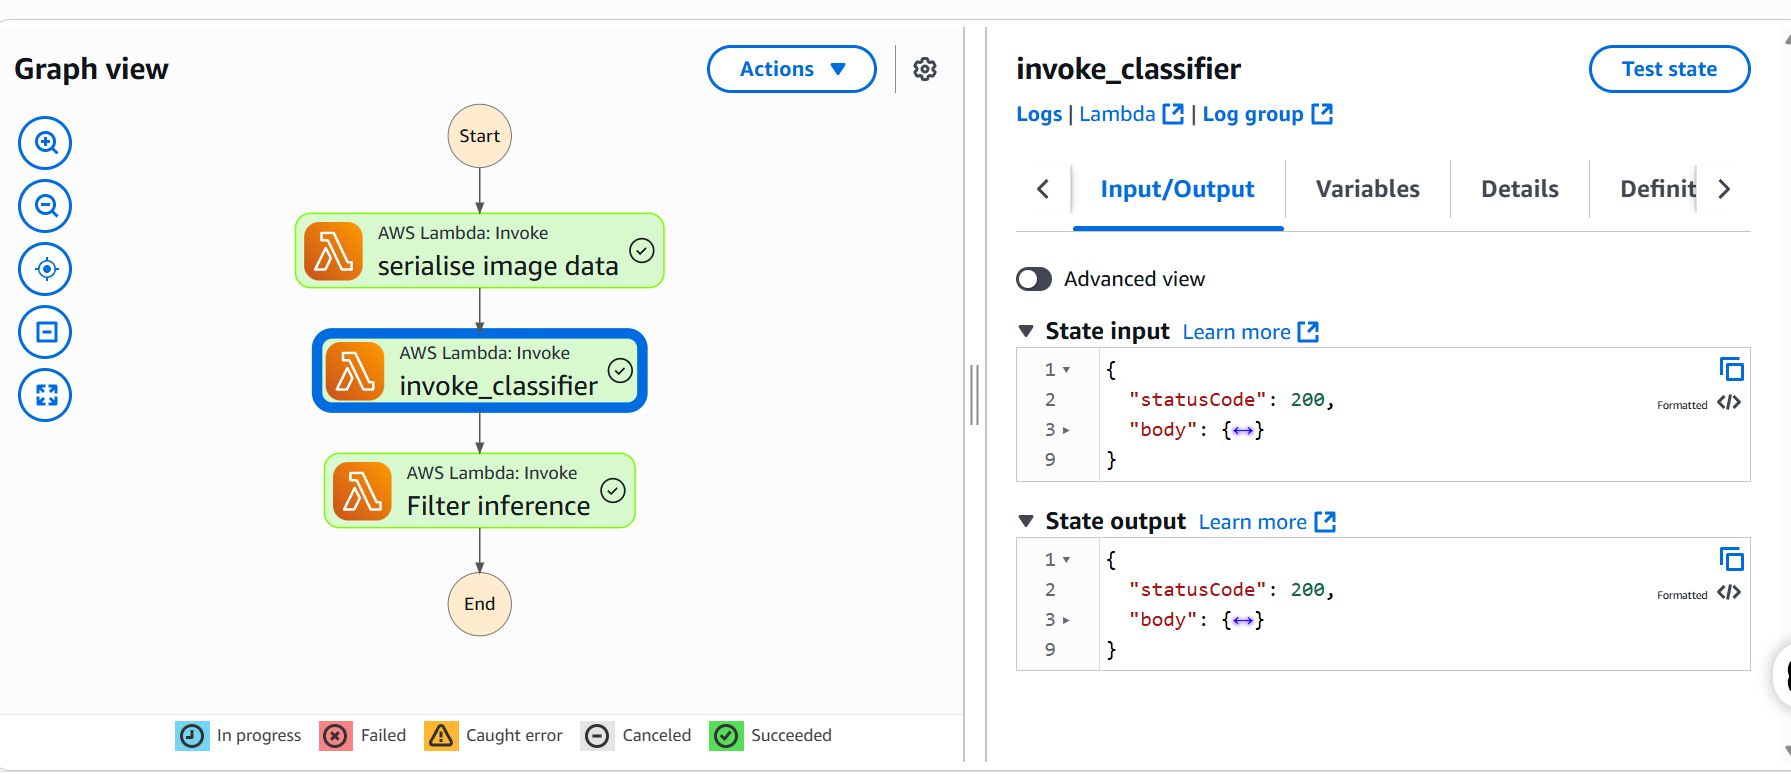 Graph view
Actions
Start
AWS Lambda: Invoke
serialise image data
AWS Lambda: Invoke
invoke_classifier
AWS Lambda: Invoke
Filter inference
End
In progress
Failed
Caught error
Canceled
Succeeded
invoke_classifier
Test state
Logs | Lambda | Log group
Input/Output
Variables
Details
Definit
Advanced view
State input Learn more
1 {
2 "statusCode": 200,
3 "body": {↔}
9 }
Formatted </>
State output Learn more
1 {
2 "statusCode": 200,
3 "body": {↔}
9 }
Formatted </>